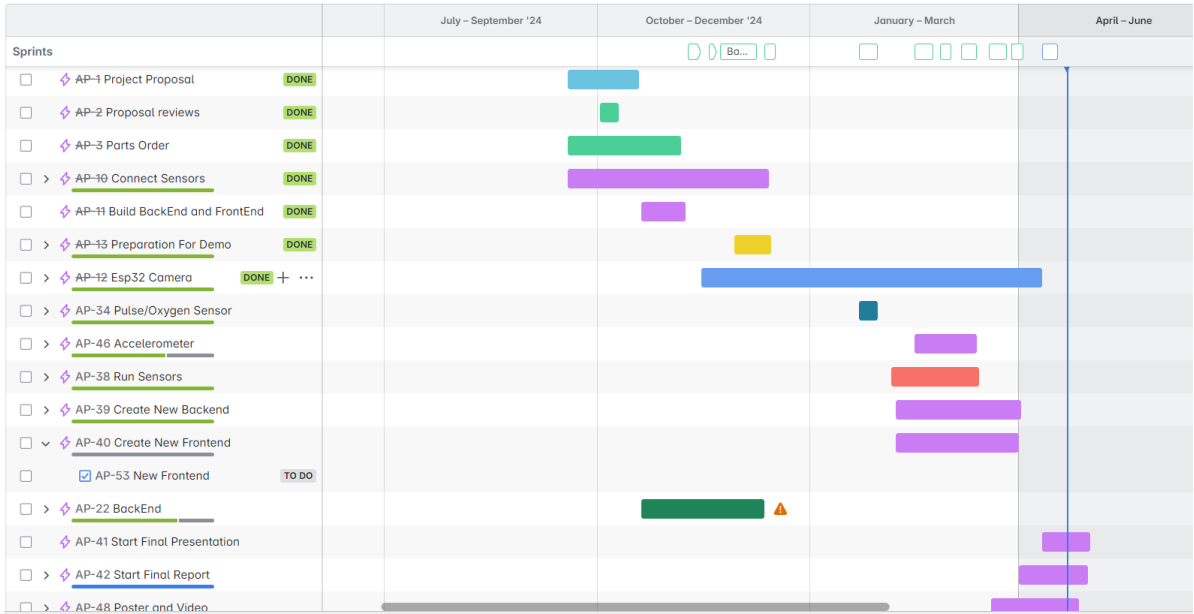 July – September '24 October – December '24 January – March April – June
Sprints
Ba...
AP-1 Project Proposal DONE
AP-2 Proposal reviews DONE
AP-3 Parts Order DONE
AP-10 Connect Sensors DONE
AP-11 Build BackEnd and FrontEnd DONE
AP-13 Preparation For Demo DONE
AP-12 Esp32 Camera DONE + ···
AP-34 Pulse/Oxygen Sensor
AP-46 Accelerometer
AP-38 Run Sensors
AP-39 Create New Backend
AP-40 Create New Frontend
AP-53 New Frontend TO DO
AP-22 BackEnd
AP-41 Start Final Presentation
AP-42 Start Final Report
AP-48 Poster and Video